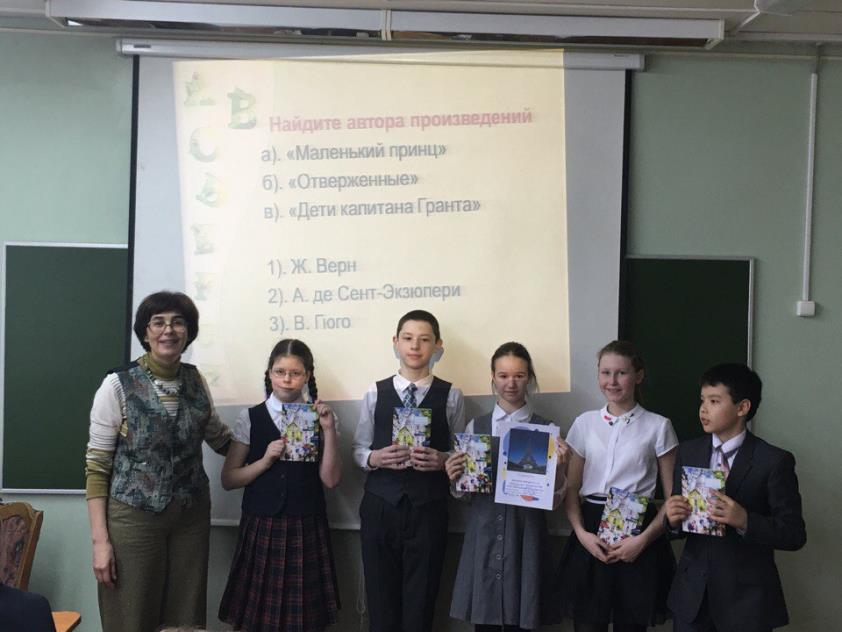 Найдите автора произведений
а). «Маленький принц»
б). «Отверженные»
в). «Дети капитана Гранта»
1). Ж. Верн
2). А. де Сент-Экзюпери
3). В. Гюго